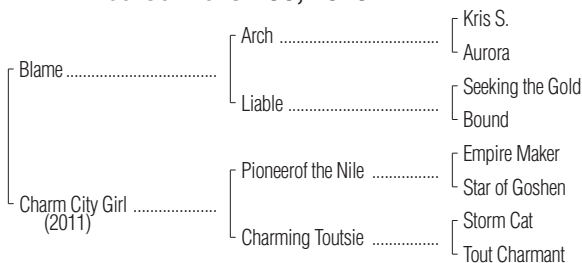 Kris S.
Arch ........................................
Aurora
Blame ......................................
Seeking the Gold
Liable ......................................
Bound
Empire Maker
Pioneerof the Nile .................
Star of Goshen
Charm City Girl .....................
(2011)
Storm Cat
Charming Toutsie .................
Tout Charmant